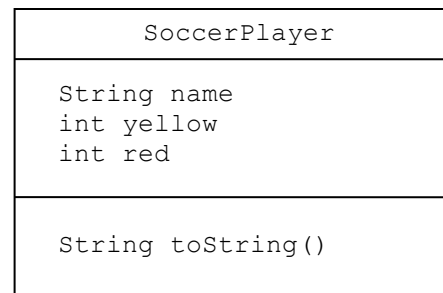 SoccerPlayer
String name
int yellow
int red
String toString()